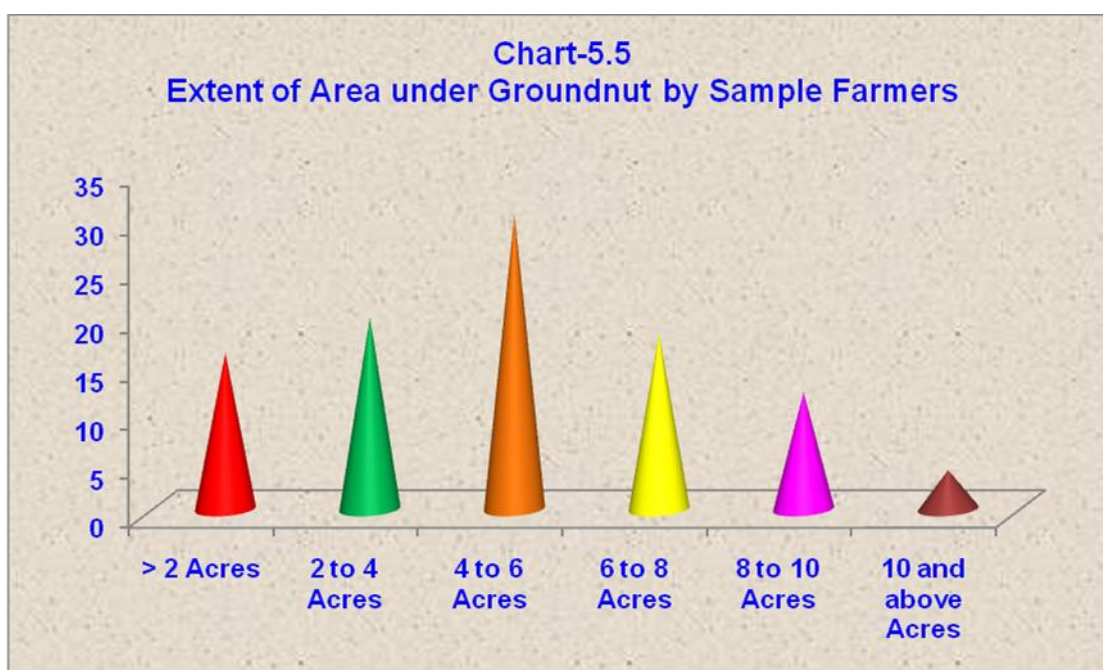 Chart-5.5
Extent of Area under Groundnut by Sample Farmers
35
30
25
20
15
10
5
0
> 2 Acres
2 to 4
Acres
4 to 6
Acres
6 to 8
Acres
8 to 10
Acres
10 and
above
Acres